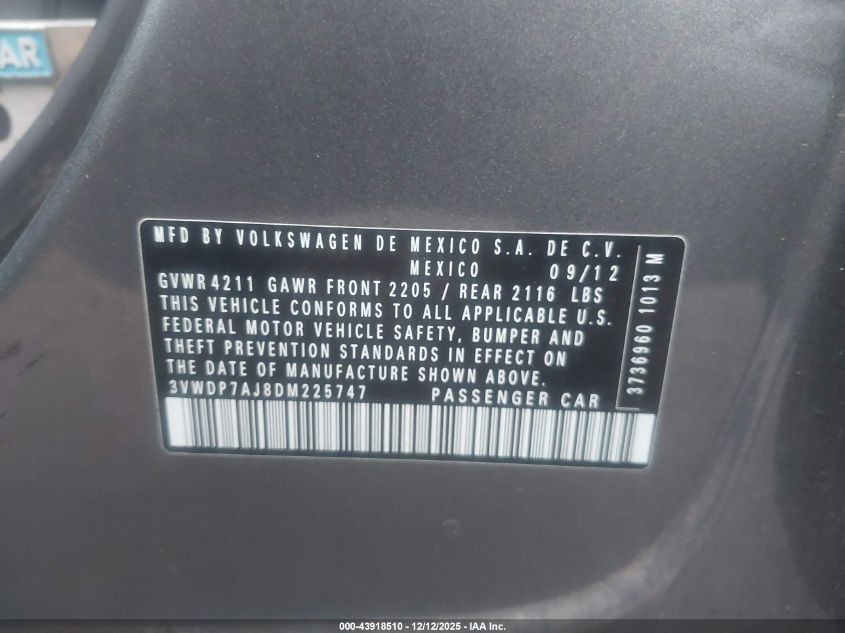 AR
MFD BY VOLKSWAGEN DE MEXICO S.A. DE C.V.
MEXICO 09/12
GVWR 4211 GAWR FRONT 2205 / REAR 2116 LBS
THIS VEHICLE CONFORMS TO ALL APPLICABLE U.S.
FEDERAL MOTOR VEHICLE SAFETY, BUMPER AND
THEFT PREVENTION STANDARDS IN EFFECT ON
THE DATE OF MANUFACTURE SHOWN ABOVE.
3VWDP7AJ8DM225747 PASSENGER CAR
3736960 1013 M
000-43918510 - 12/12/2025 - IAA Inc.